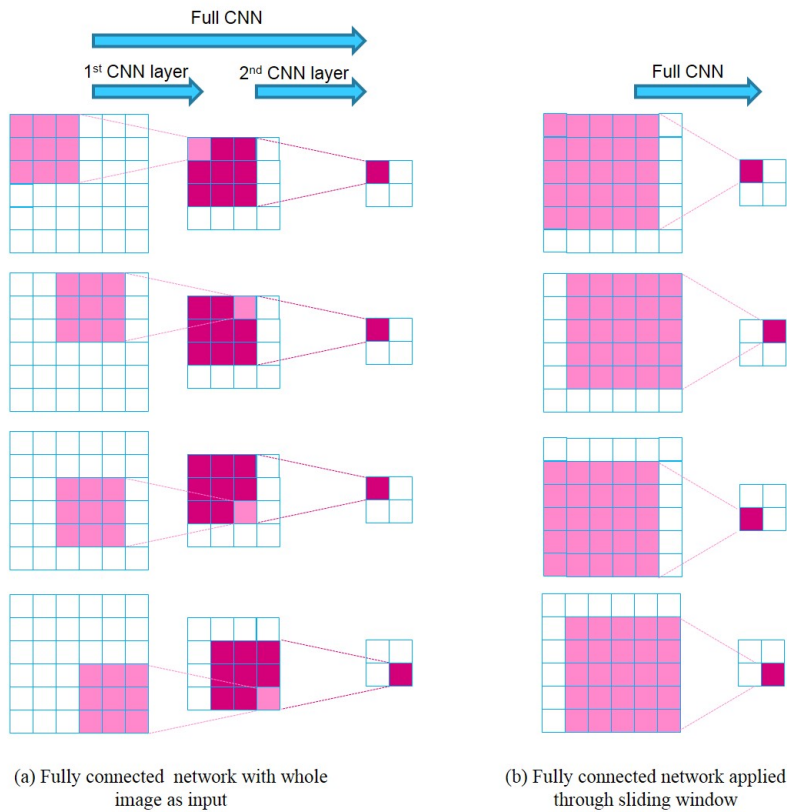 Full CNN
1st CNN layer
2nd CNN layer
Full CNN
(a) Fully connected network with whole
image as input
(b) Fully connected network applied
through sliding window